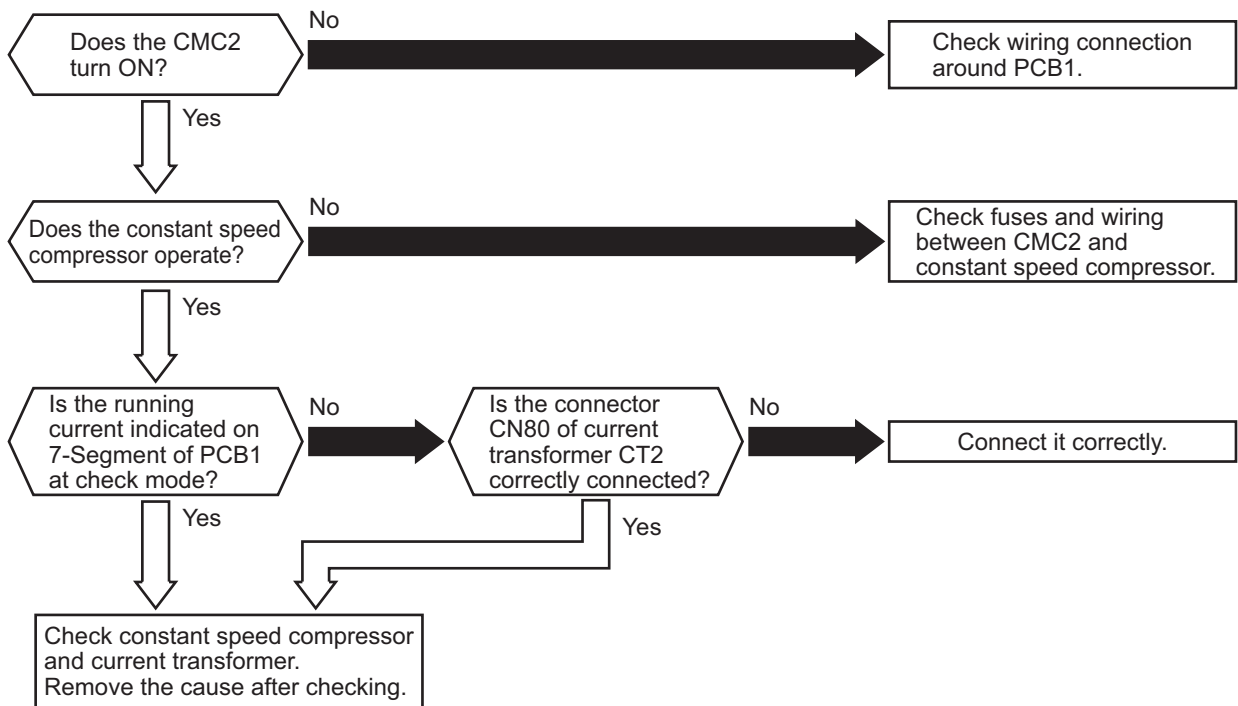 Does the CMC2
turn ON?
No
Check wiring connection
around PCB1.
Yes
Does the constant speed
compressor operate?
No
Check fuses and wiring
between CMC2 and
constant speed compressor.
Yes
Is the running
current indicated on
7-Segment of PCB1
at check mode?
No
Is the connector
CN80 of current
transformer CT2
correctly connected?
No
Connect it correctly.
Yes
Yes
Check constant speed compressor
and current transformer.
Remove the cause after checking.